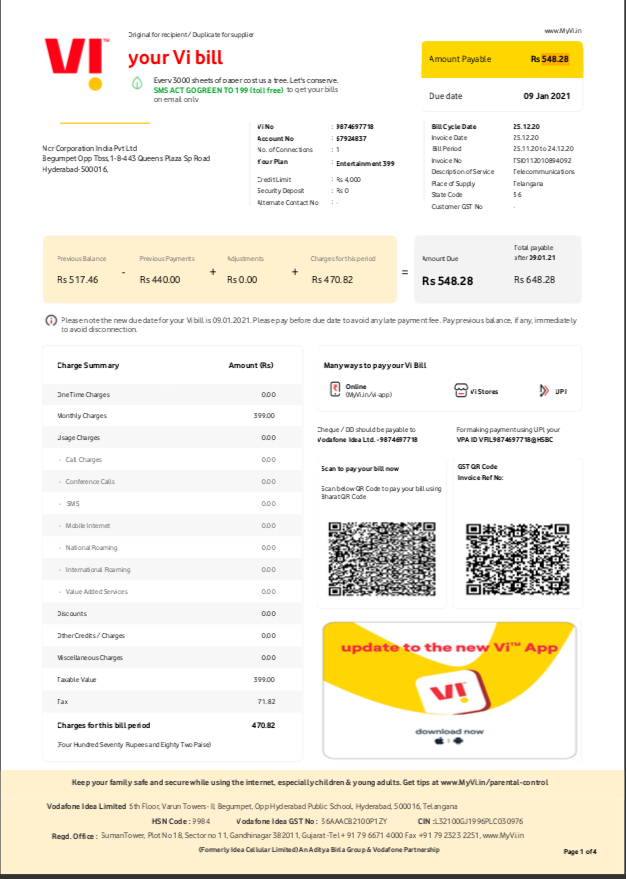 Original for recipient / Duplicate for supplier
www.MyVi.in
VI™
your Vi bill
Every 3000 sheets of paper cost us a tree. Let's conserve.
SMS ACT GOGREEN TO 199 (toll free) to get your bills
on email only
Amount Payable Rs 548.28
Due date 09 Jan 2021
Ncr Corporation India Pvt Ltd
Begumpet Opp Tbss,1-8-443 Queens Plaza Sp Road
Hyderabad-500016,
Vi No : 9874697718
Account No : 67924837
No. of Connections : 1
Your Plan : Entertainment 399
Credit Limit : Rs 4,000
Security Deposit : Rs 0
Alternate Contact No : -
Bill Cycle Date 25.12.20
Invoice Date 25.12.20
Bill Period 25.11.20 to 24.12.20
Invoice No TSD112010894092
Description of Service Telecommunications
Place of Supply Telangana
State Code 36
Customer GST No -
Previous Balance
Rs 517.46
-
Previous Payments
Rs 440.00
+
Adjustments
Rs 0.00
+
Charges for this period
Rs 470.82
=
Amount Due
Rs 548.28
Total payable
after 09.01.21
Rs 648.28
Please note the new due date for your Vi bill is 09.01.2021. Please pay before due date to avoid any late payment fee. Pay previous balance, if any, immediately
to avoid disconnection.
Charge Summary Amount (Rs)
One Time Charges 0.00
Monthly Charges 399.00
Usage Charges 0.00
- Call Charges 0.00
- Conference Calls 0.00
- SMS 0.00
- Mobile Internet 0.00
- National Roaming 0.00
- International Roaming 0.00
- Value Added Services 0.00
Discounts 0.00
Other Credits / Charges 0.00
Miscellaneous Charges 0.00
Taxable Value 399.00
Tax 71.82
Charges for this bill period 470.82
(Four Hundred Seventy Rupees and Eighty Two Paise)
Many ways to pay your Vi Bill
Online
(MyVi.in/vi-app)
Vi Stores
UPI
Cheque / DD should be payable to
Vodafone Idea Ltd. - 9874697718
For making payment using UPI, your
VPA ID VFIL9874697718@HSBC
Scan to pay your bill now
Scan below QR Code to pay your bill using
Bharat QR Code
GST QR Code
Invoice Ref No:
update to the new Vi™ App
VI
download now
Keep your family safe and secure while using the internet, especially children & young adults. Get tips at www.MyVi.in/parental-control
Vodafone Idea Limited 5th Floor, Varun Towers- II, Begumpet, Opp Hyderabad Public School, Hyderabad, 500016, Telangana
HSN Code : 9984 Vodafone Idea GST No : 36AAACB2100P1ZY CIN :L32100GJ1996PLC030976
Regd. Office : Suman Tower, Plot No 18, Sector no 11, Gandhinagar 382011, Gujarat -Tel + 91 79 6671 4000 Fax +91 79 2323 2251, www.MyVi.in
(Formerly Idea Cellular Limited) An Aditya Birla Group & Vodafone Partnership
Page 1 of 4